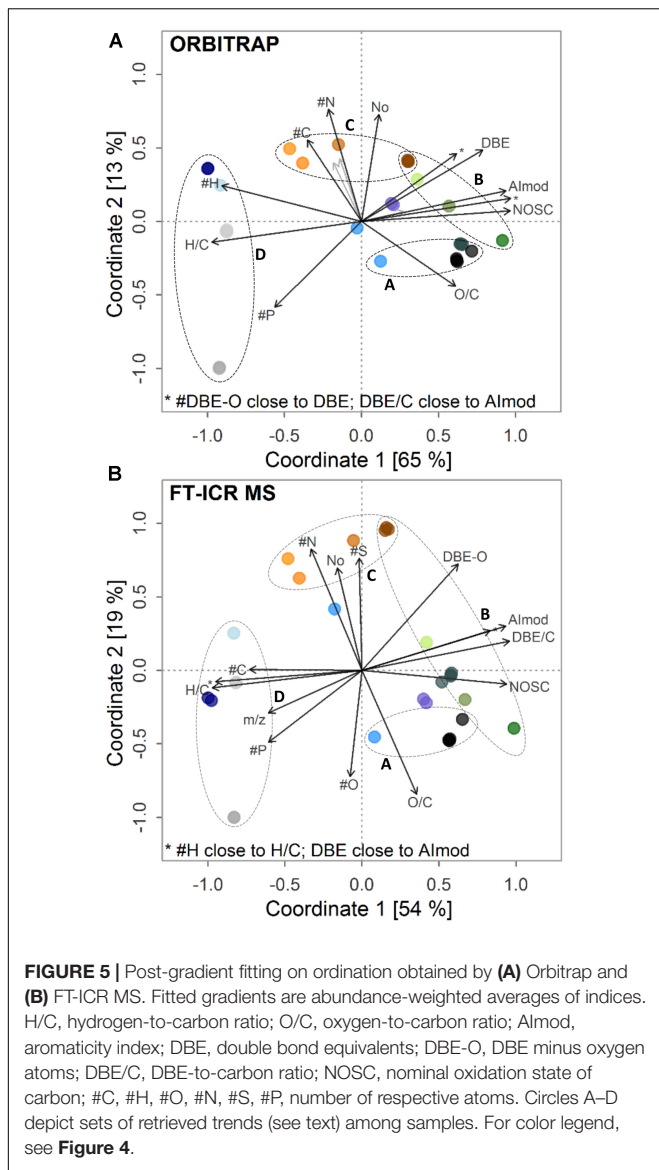 A
ORBITRAP
1.0
0.5
0.0
-0.5
-1.0
Coordinate 2 [13 %]
#N
No
C
#C
*
DBE
B
#H
AImod
*
NOSC
H/C
D
A
O/C
#P
* #DBE-O close to DBE; DBE/C close to AImod
-1.0 -0.5 0.0 0.5 1.0
Coordinate 1 [65 %]
B
FT-ICR MS
1.0
0.5
0.0
-0.5
-1.0
Coordinate 2 [19 %]
#N
No
#S
C
DBE-O
B
AImod
DBE/C
#C
H/C*
D
NOSC
m/z
#P
A
#O
O/C
* #H close to H/C; DBE close to AImod
-1.0 -0.5 0.0 0.5 1.0
Coordinate 1 [54 %]
FIGURE 5 | Post-gradient fitting on ordination obtained by (A) Orbitrap and
(B) FT-ICR MS. Fitted gradients are abundance-weighted averages of indices.
H/C, hydrogen-to-carbon ratio; O/C, oxygen-to-carbon ratio; AImod,
aromaticity index; DBE, double bond equivalents; DBE-O, DBE minus oxygen
atoms; DBE/C, DBE-to-carbon ratio; NOSC, nominal oxidation state of
carbon; #C, #H, #O, #N, #S, #P, number of respective atoms. Circles A–D
depict sets of retrieved trends (see text) among samples. For color legend,
see Figure 4.